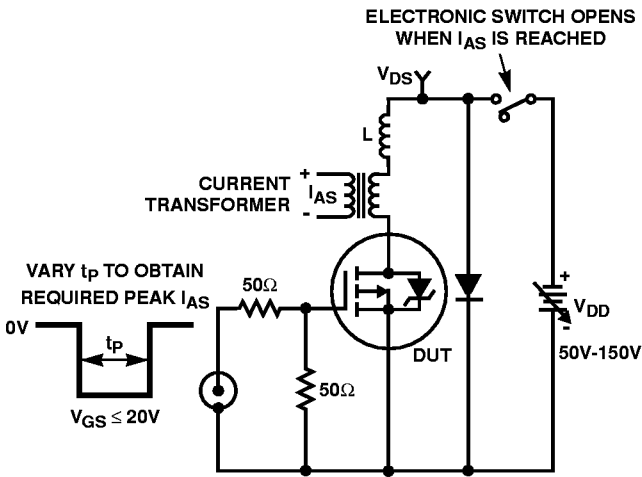 ELECTRONIC SWITCH OPENS
WHEN IAS IS REACHED
VDS
L
CURRENT
TRANSFORMER
+
IAS
-
VARY tP TO OBTAIN
REQUIRED PEAK IAS
50Ω
0V
tP
VGS ≤ 20V
50Ω
DUT
+
VDD
-
50V-150V